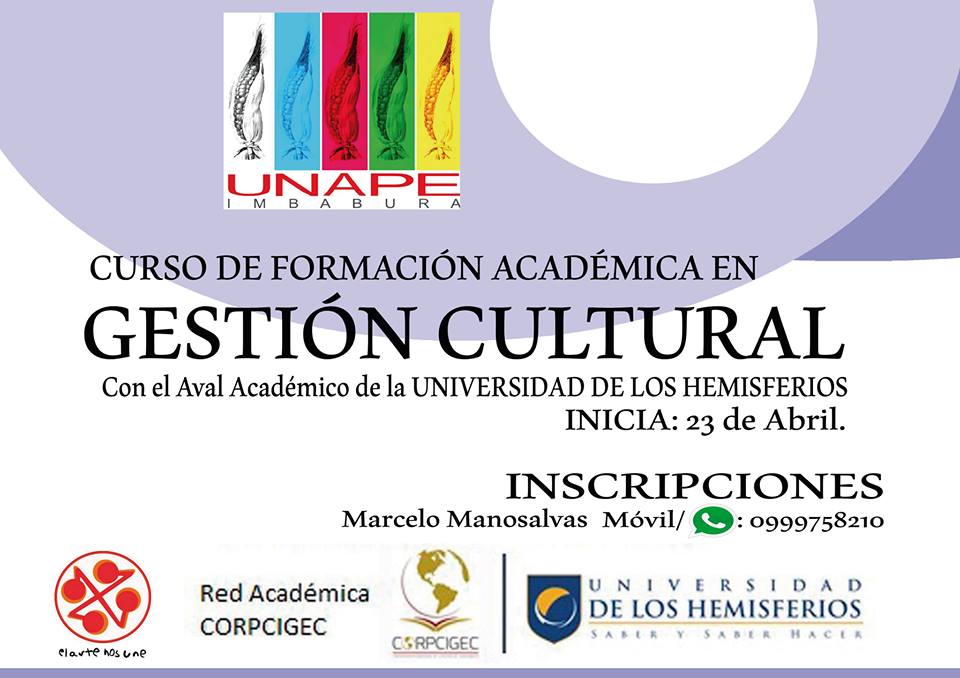 UNAPE
IMBABURA
CURSO DE FORMACIÓN ACADÉMICA EN
GESTIÓN CULTURAL
Con el Aval Académico de la UNIVERSIDAD DE LOS HEMISFERIOS
INICIA: 23 de Abril.
INSCRIPCIONES
Marcelo Manosalvas Móvil/ : 0999758210
el arte nos une
Red Académica
CORPCIGEC
CORPCIGEC
UNIVERSIDAD
DE LOS HEMISFERIOS
SABER Y SABER HACER